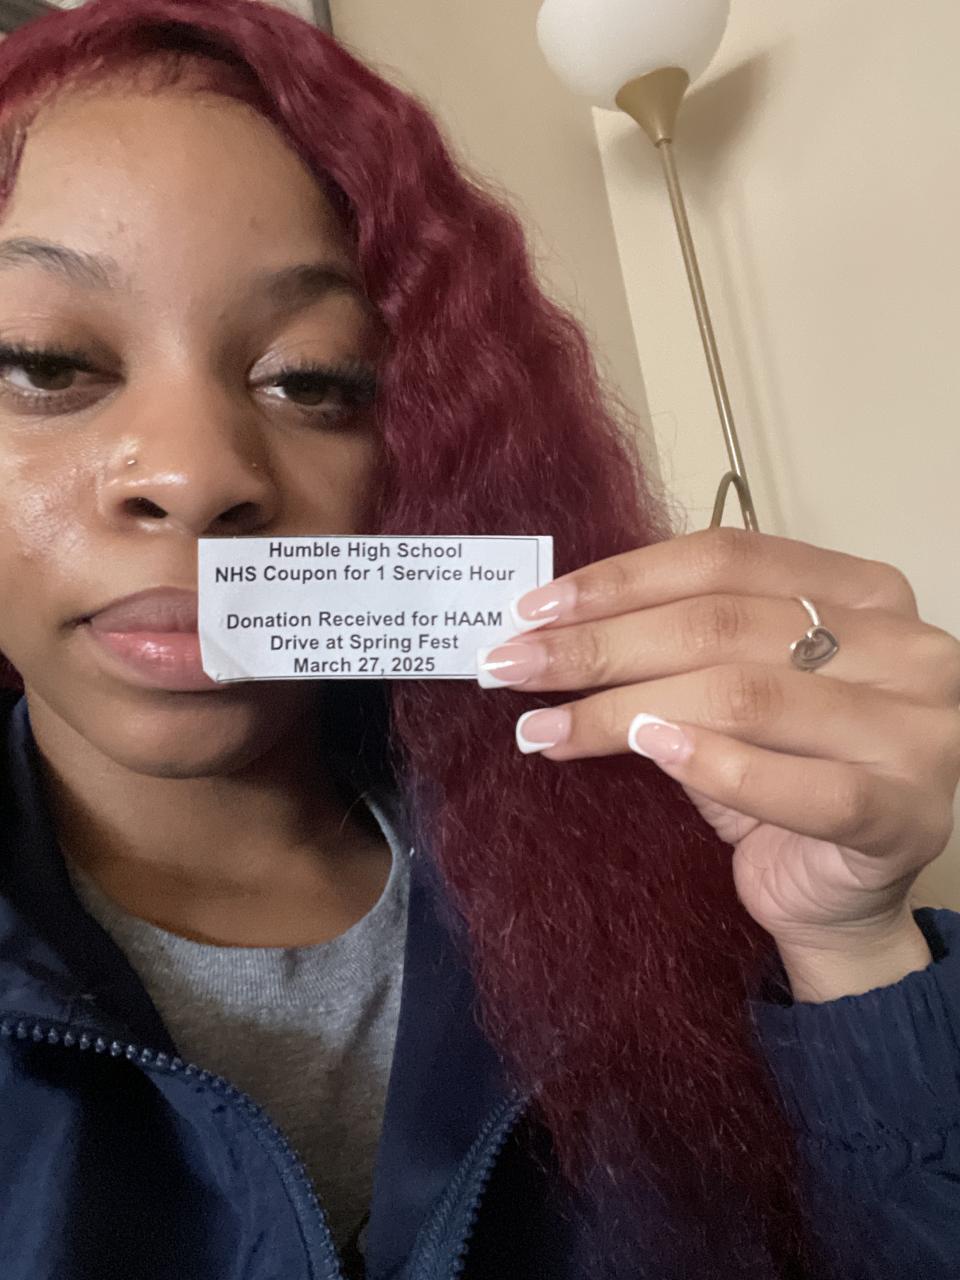 Humble High School
NHS Coupon for 1 Service Hour
Donation Received for HAAM
Drive at Spring Fest
March 27, 2025